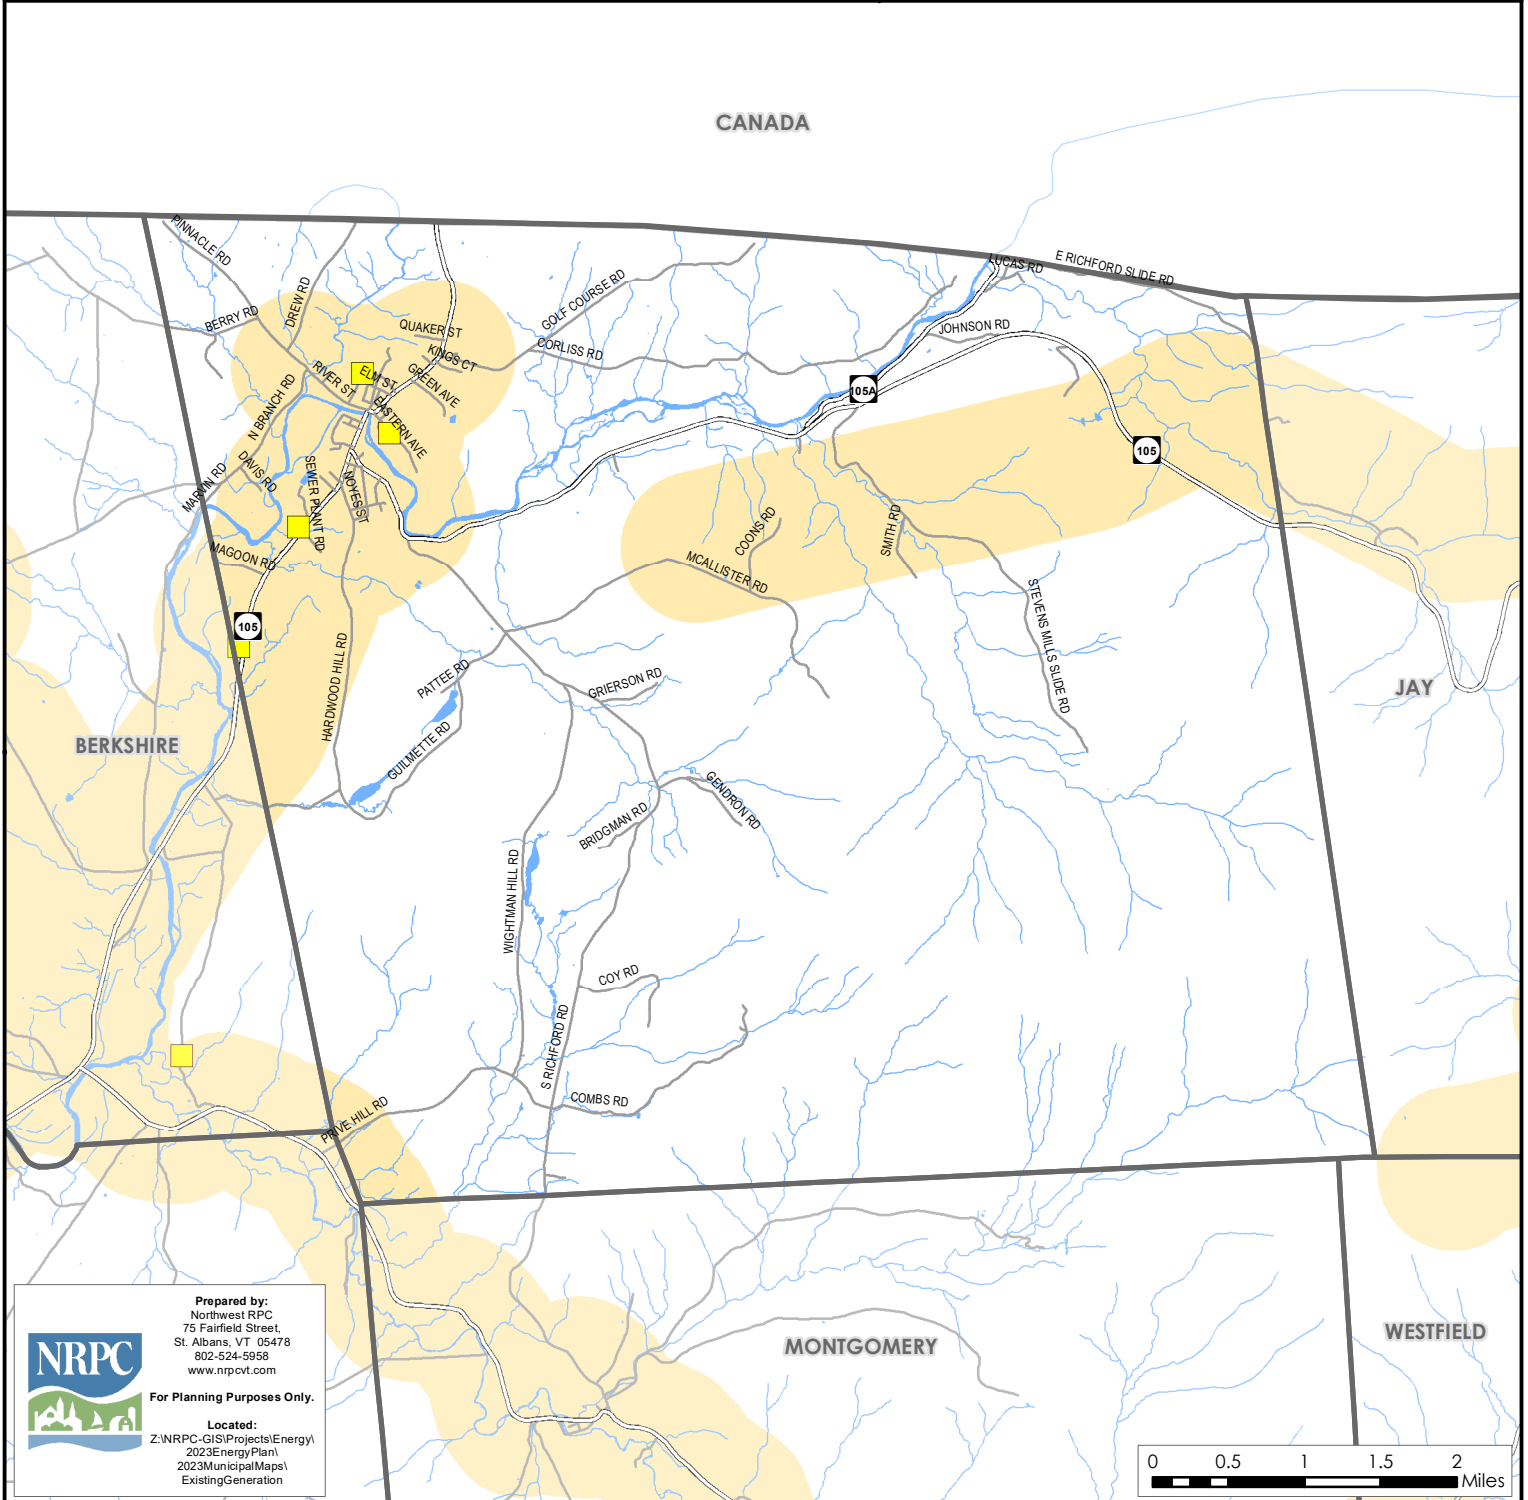 CANADA
PINNACLE RD
LUCAS RD
E RICHFORD SLIDE RD
DREW RD
GOLF COURSE RD
BERRY RD
QUAKER ST
JOHNSON RD
CORLISS RD
KINGS CT
RIVER ST
ELM ST
GREEN AVE
105A
N BRANCH RD
EASTERN AVE
105
DAVIS RD
MARVIN RD
SEWER PLANT RD
NOYES ST
COONS RD
SMITH RD
MAGOON RD
MCALLISTER RD
STEVENS MILLS SLIDE RD
105
HARDWOOD HILL RD
PATTEE RD
GRIERSON RD
JAY
BERKSHIRE
GUILMETTE RD
GENDRON RD
BRIDGMAN RD
WIGHTMAN HILL RD
COY RD
S RICHFORD RD
COMBS RD
PRIVE HILL RD
MONTGOMERY
WESTFIELD
NRPC
Prepared by:
Northwest RPC
75 Fairfield Street,
St. Albans, VT 05478
802-524-5958
www.nrpcvt.com
For Planning Purposes Only.
Located:
Z:\NRPC-GIS\Projects\Energy\
2023EnergyPlan\
2023MunicipalMaps\
ExistingGeneration
0 0.5 1 1.5 2
Miles